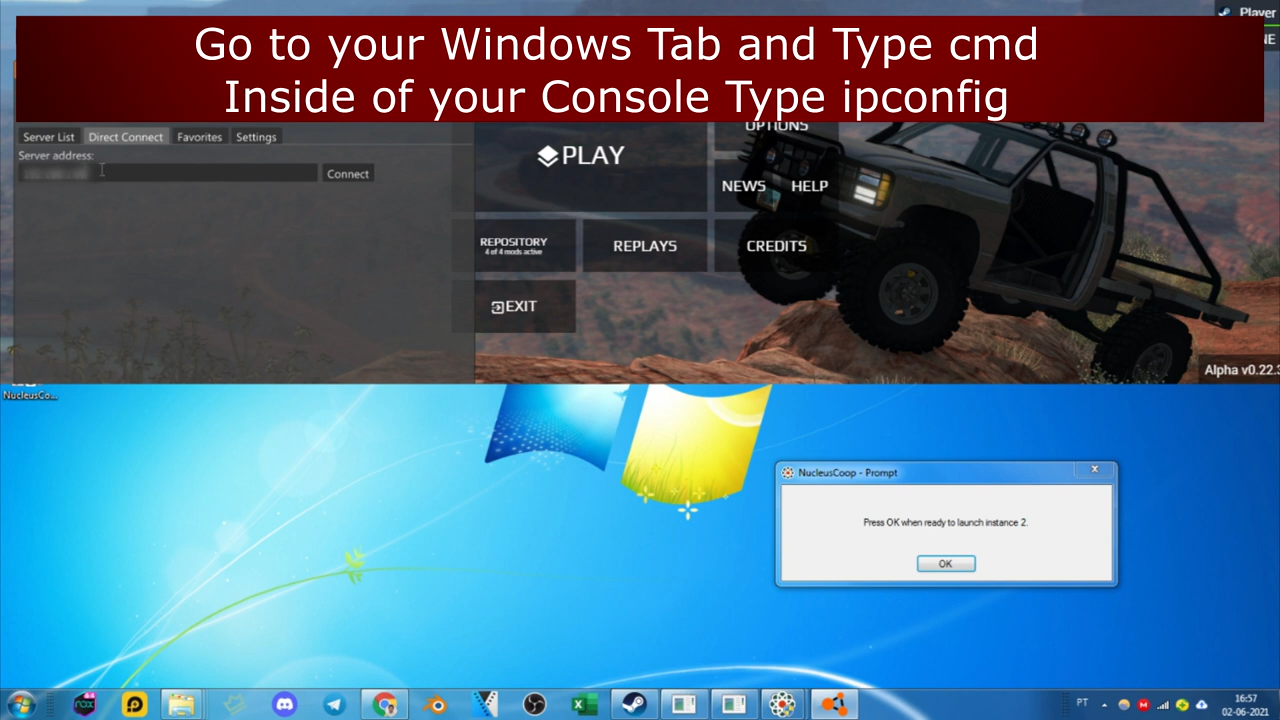 Player
Go to your Windows Tab and Type cmd
Inside of your Console Type ipconfig
Server List
Direct Connect
Favorites
Settings
Server address:
Connect
PLAY
OPTIONS
NEWS
HELP
REPOSITORY
4 of 4 mods active
REPLAYS
CREDITS
EXIT
Alpha v0.22.3
NucleusCo...
NucleusCoop - Prompt
Press OK when ready to launch instance 2.
OK
PT
16:57
02-06-2021